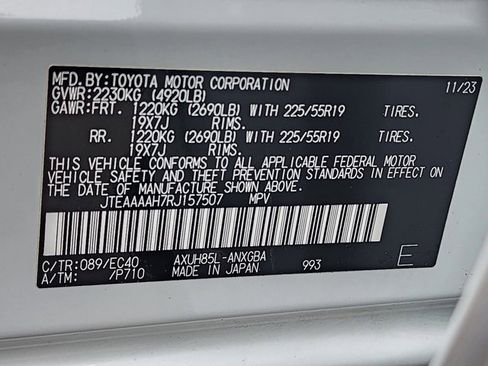 MFD.BY:TOYOTA MOTOR CORPORATION 11/23
GVWR:2230KG (4920LB)
GAWR:FRT. 1220KG (2690LB) WITH 225/55R19 TIRES.
19X7J RIMS.
RR. 1220KG (2690LB) WITH 225/55R19 TIRES.
19X7J RIMS.
THIS VEHICLE CONFORMS TO ALL APPLICABLE FEDERAL MOTOR
VEHICLE SAFETY AND THEFT PREVENTION STANDARDS IN EFFECT ON
THE DATE OF MANUFACTURE SHOWN ABOVE.
JTEAAAAH7RJ157507 MPV
C/TR:089/EC40 AXUH85L-ANXGBA
A/TM: /P710 MADE IN JAPAN 993 E